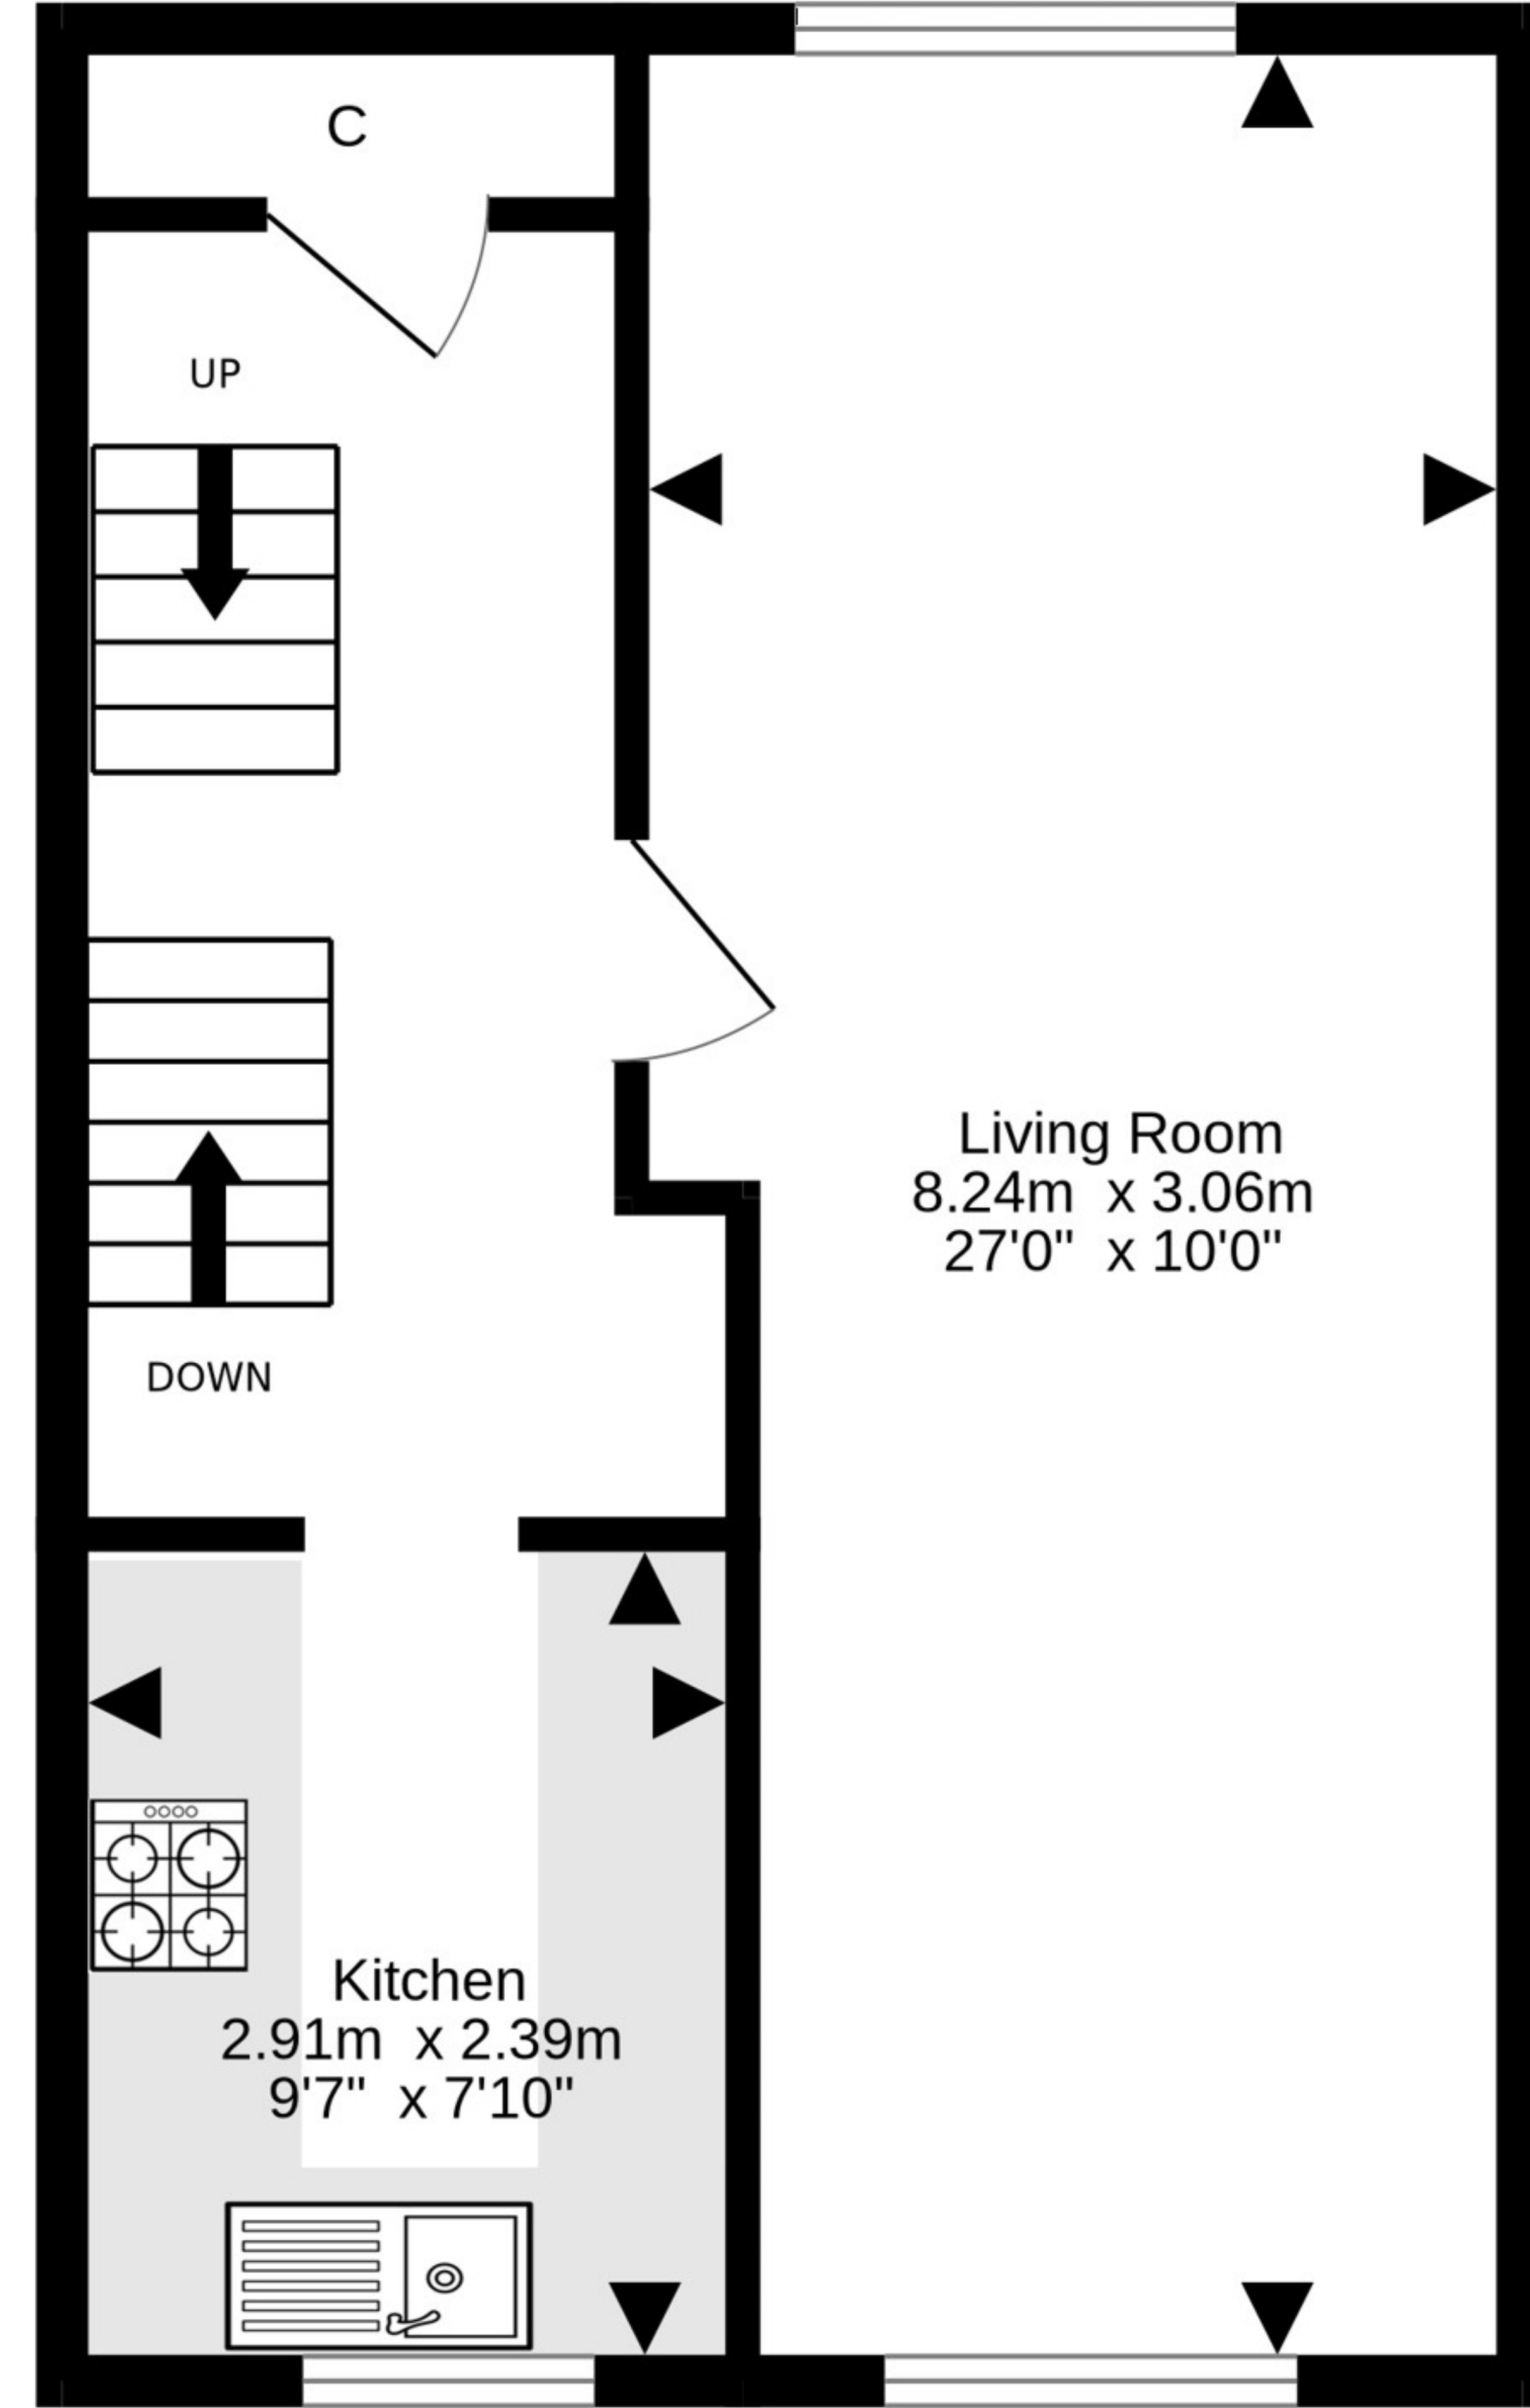 C
UP
DOWN
Living Room
8.24m x 3.06m
27'0" x 10'0"
Kitchen
2.91m x 2.39m
9'7" x 7'10"